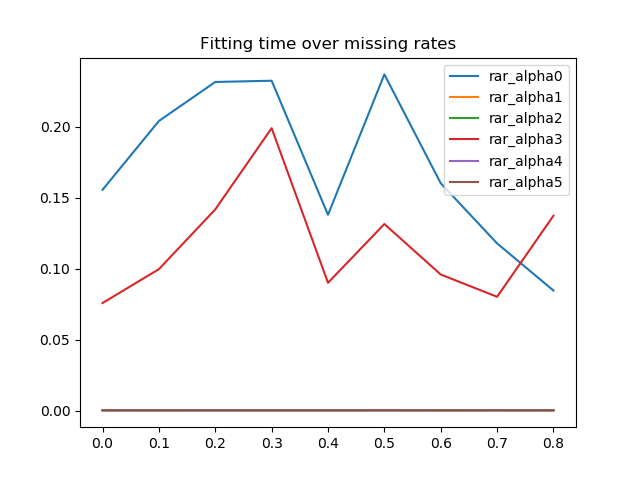 Fitting time over missing rates
rar_alpha0
rar_alpha1
rar_alpha2
rar_alpha3
rar_alpha4
rar_alpha5
0.20
0.15
0.10
0.05
0.00
0.0 0.1 0.2 0.3 0.4 0.5 0.6 0.7 0.8